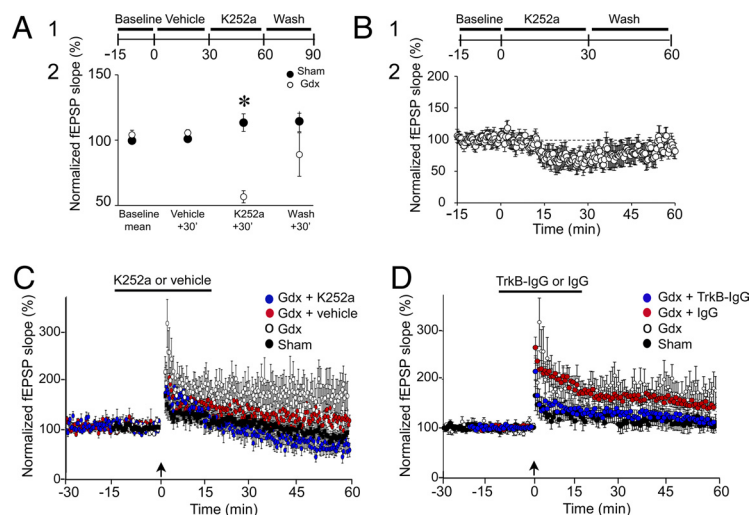 A
1
Baseline Vehicle K252a Wash
-15 0 30 60 90
2
Normalized fEPSP slope (%)
150
100
50
Sham
Gdx
*
Baseline mean
Vehicle +30'
K252a +30'
Wash +30'
B
1
Baseline K252a Wash
-15 0 30 60
2
Normalized fEPSP slope (%)
200
150
100
50
0
-15 0 15 30 45 60
Time (min)
C
K252a or vehicle
Gdx + K252a
Gdx + vehicle
Gdx
Sham
Normalized fEPSP slope (%)
300
200
150
100
0
-30 -15 0 15 30 45 60
Time (min)
D
TrkB-IgG or IgG
Gdx + TrkB-IgG
Gdx + IgG
Gdx
Sham
Normalized fEPSP slope (%)
300
200
100
0
-30 -15 0 15 30 45 60
Time (min)